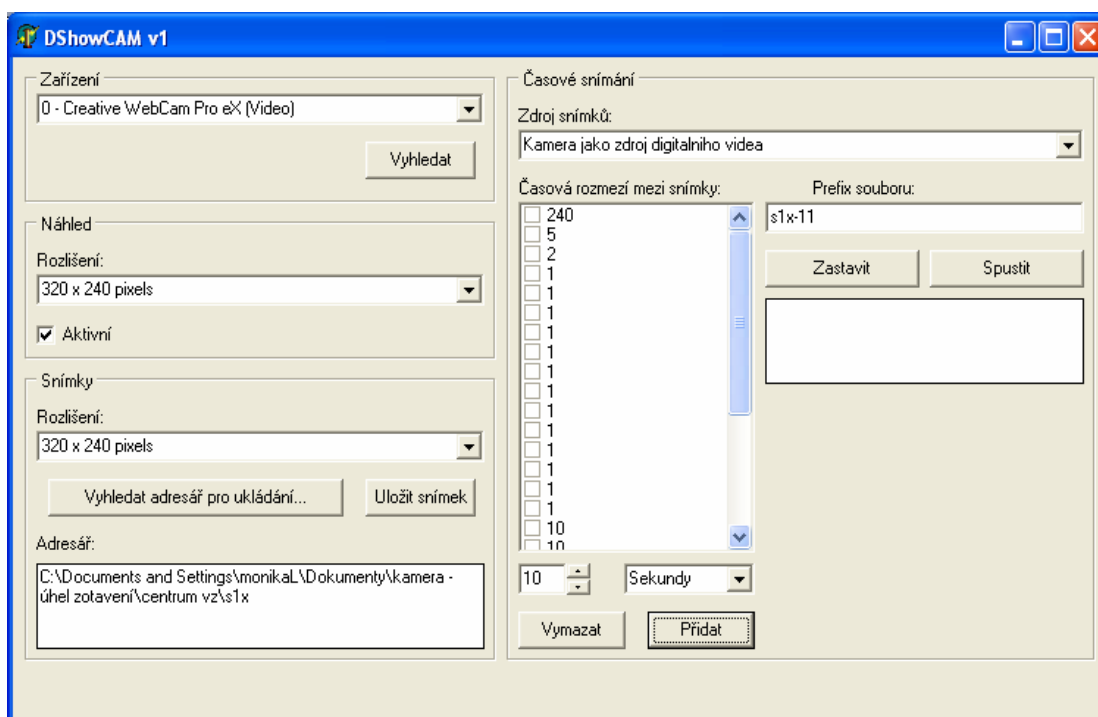 DShowCAM v1
Zařízení
0 - Creative WebCam Pro eX (Video)
Vyhledat
Náhled
Rozlišení:
320 x 240 pixels
Aktivní
Snímky
Rozlišení:
320 x 240 pixels
Vyhledat adresář pro ukládání...
Uložit snímek
Adresář:
C:\Documents and Settings\monikaL\Dokumenty\kamera -
úhel zotavení\centrum vz\s1x
Časové snímání
Zdroj snímků:
Kamera jako zdroj digitalniho videa
Časová rozmezí mezi snímky:
240
5
2
1
1
1
1
1
1
1
1
1
1
1
1
1
10
10
10
Sekundy
Vymazat
Přidat
Prefix souboru:
s1x-11
Zastavit
Spustit